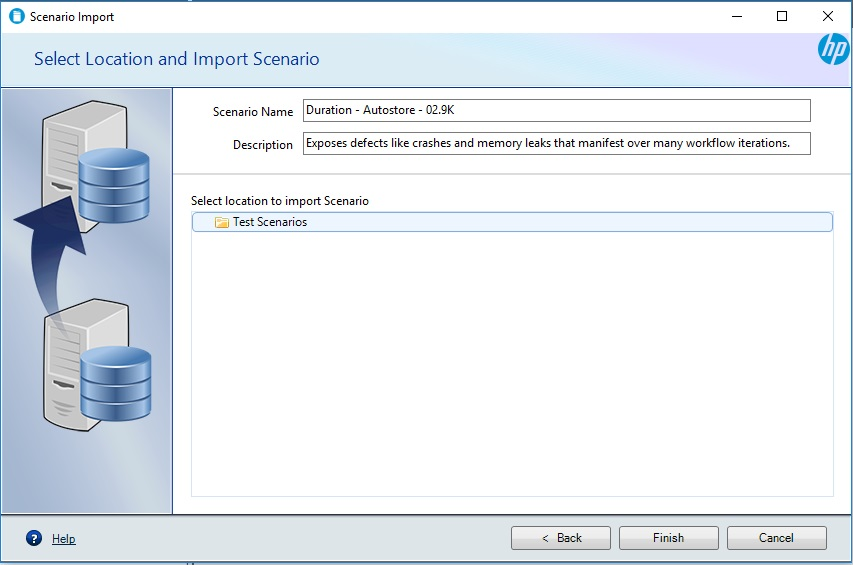 Scenario Import
Select Location and Import Scenario
hp
Scenario Name
Duration - Autostore - 02.9K
Description
Exposes defects like crashes and memory leaks that manifest over many workflow iterations.
Select location to import Scenario
Test Scenarios
? Help
< Back
Finish
Cancel